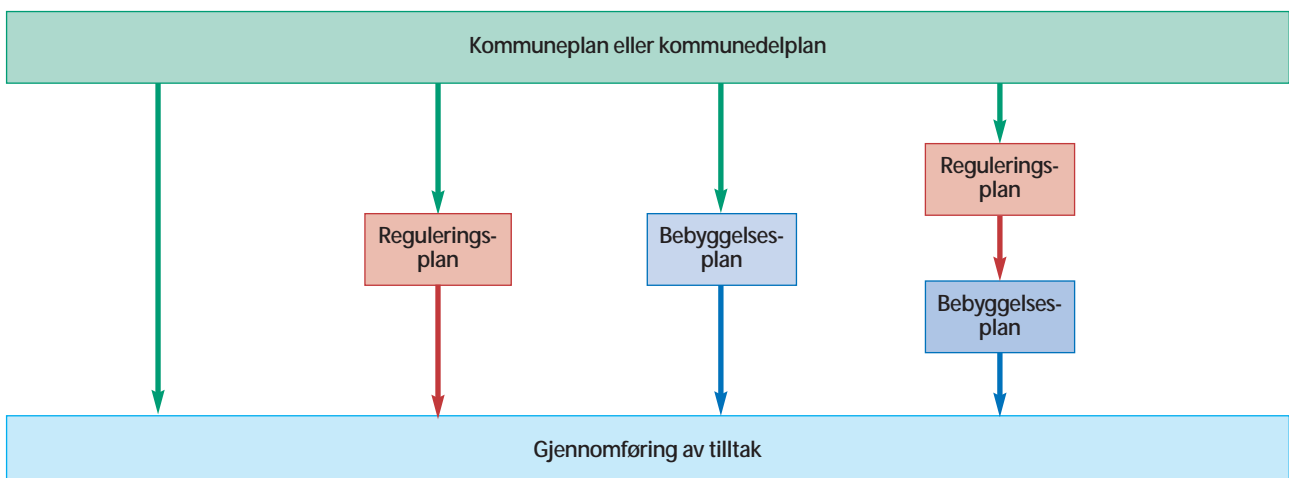 Kommuneplan eller kommunedelplan
Regulerings-
plan
Bebyggelses-
plan
Regulerings-
plan
Bebyggelses-
plan
Gjennomføring av tilltak